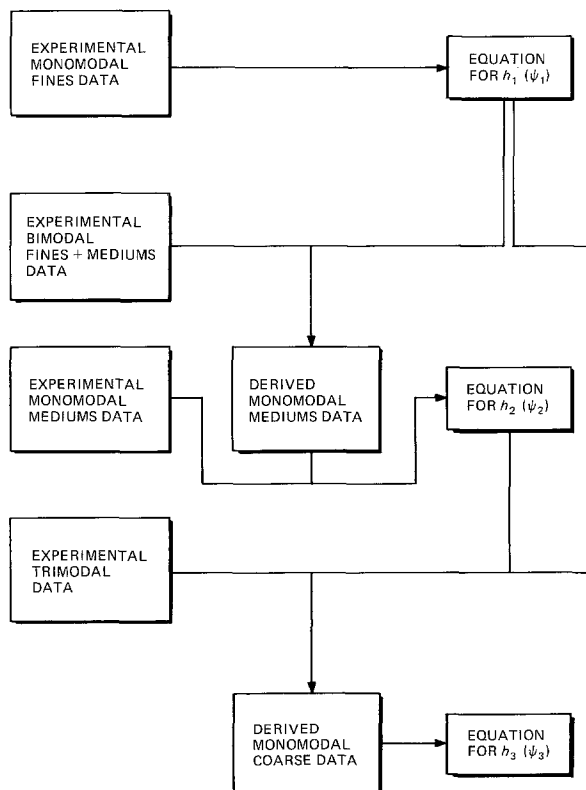 EXPERIMENTAL
MONOMODAL
FINES DATA
EQUATION
FOR h₁ (ψ₁)
EXPERIMENTAL
BIMODAL
FINES + MEDIUMS
DATA
EXPERIMENTAL
MONOMODAL
MEDIUMS DATA
DERIVED
MONOMODAL
MEDIUMS DATA
EQUATION
FOR h₂ (ψ₂)
EXPERIMENTAL
TRIMODAL
DATA
DERIVED
MONOMODAL
COARSE DATA
EQUATION
FOR h₃ (ψ₃)